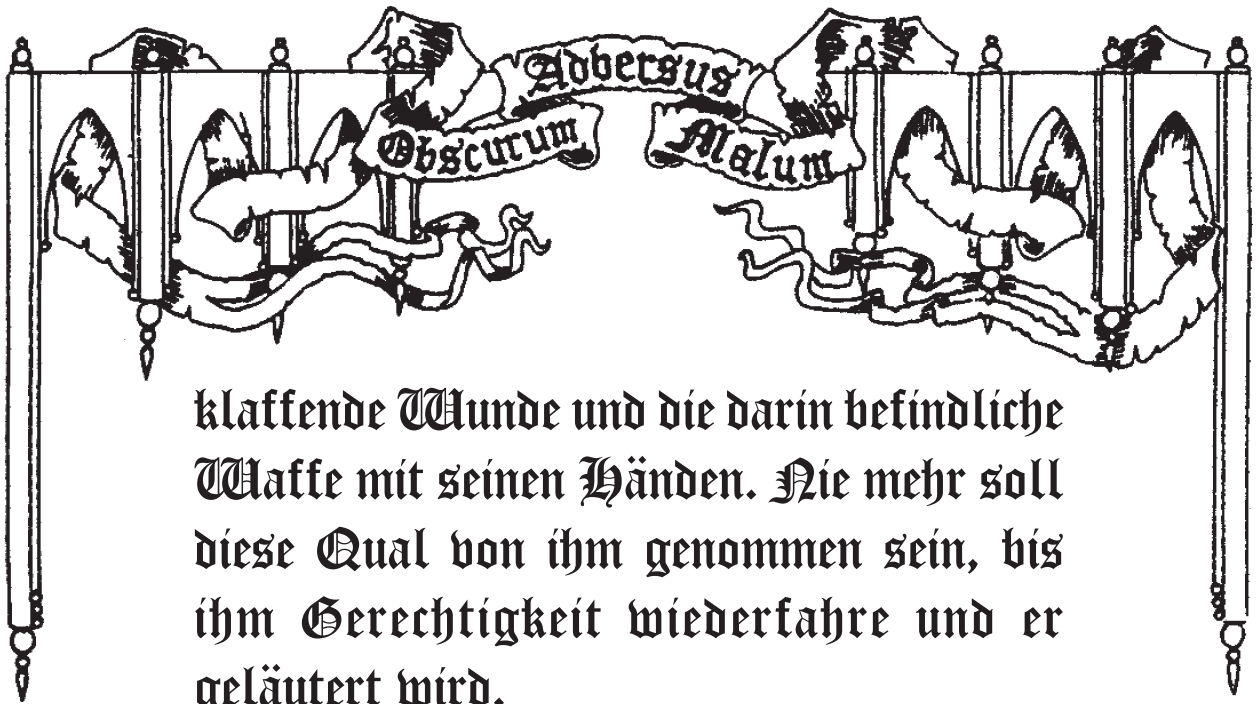 Adversus
Obscurum Malum
klaffende Wunde und die darin befindliche
Waffe mit seinen Händen. Nie mehr soll
diese Qual von ihm genommen sein, bis
ihm Gerechtigkeit wiederfahre und er
geläutert wird.